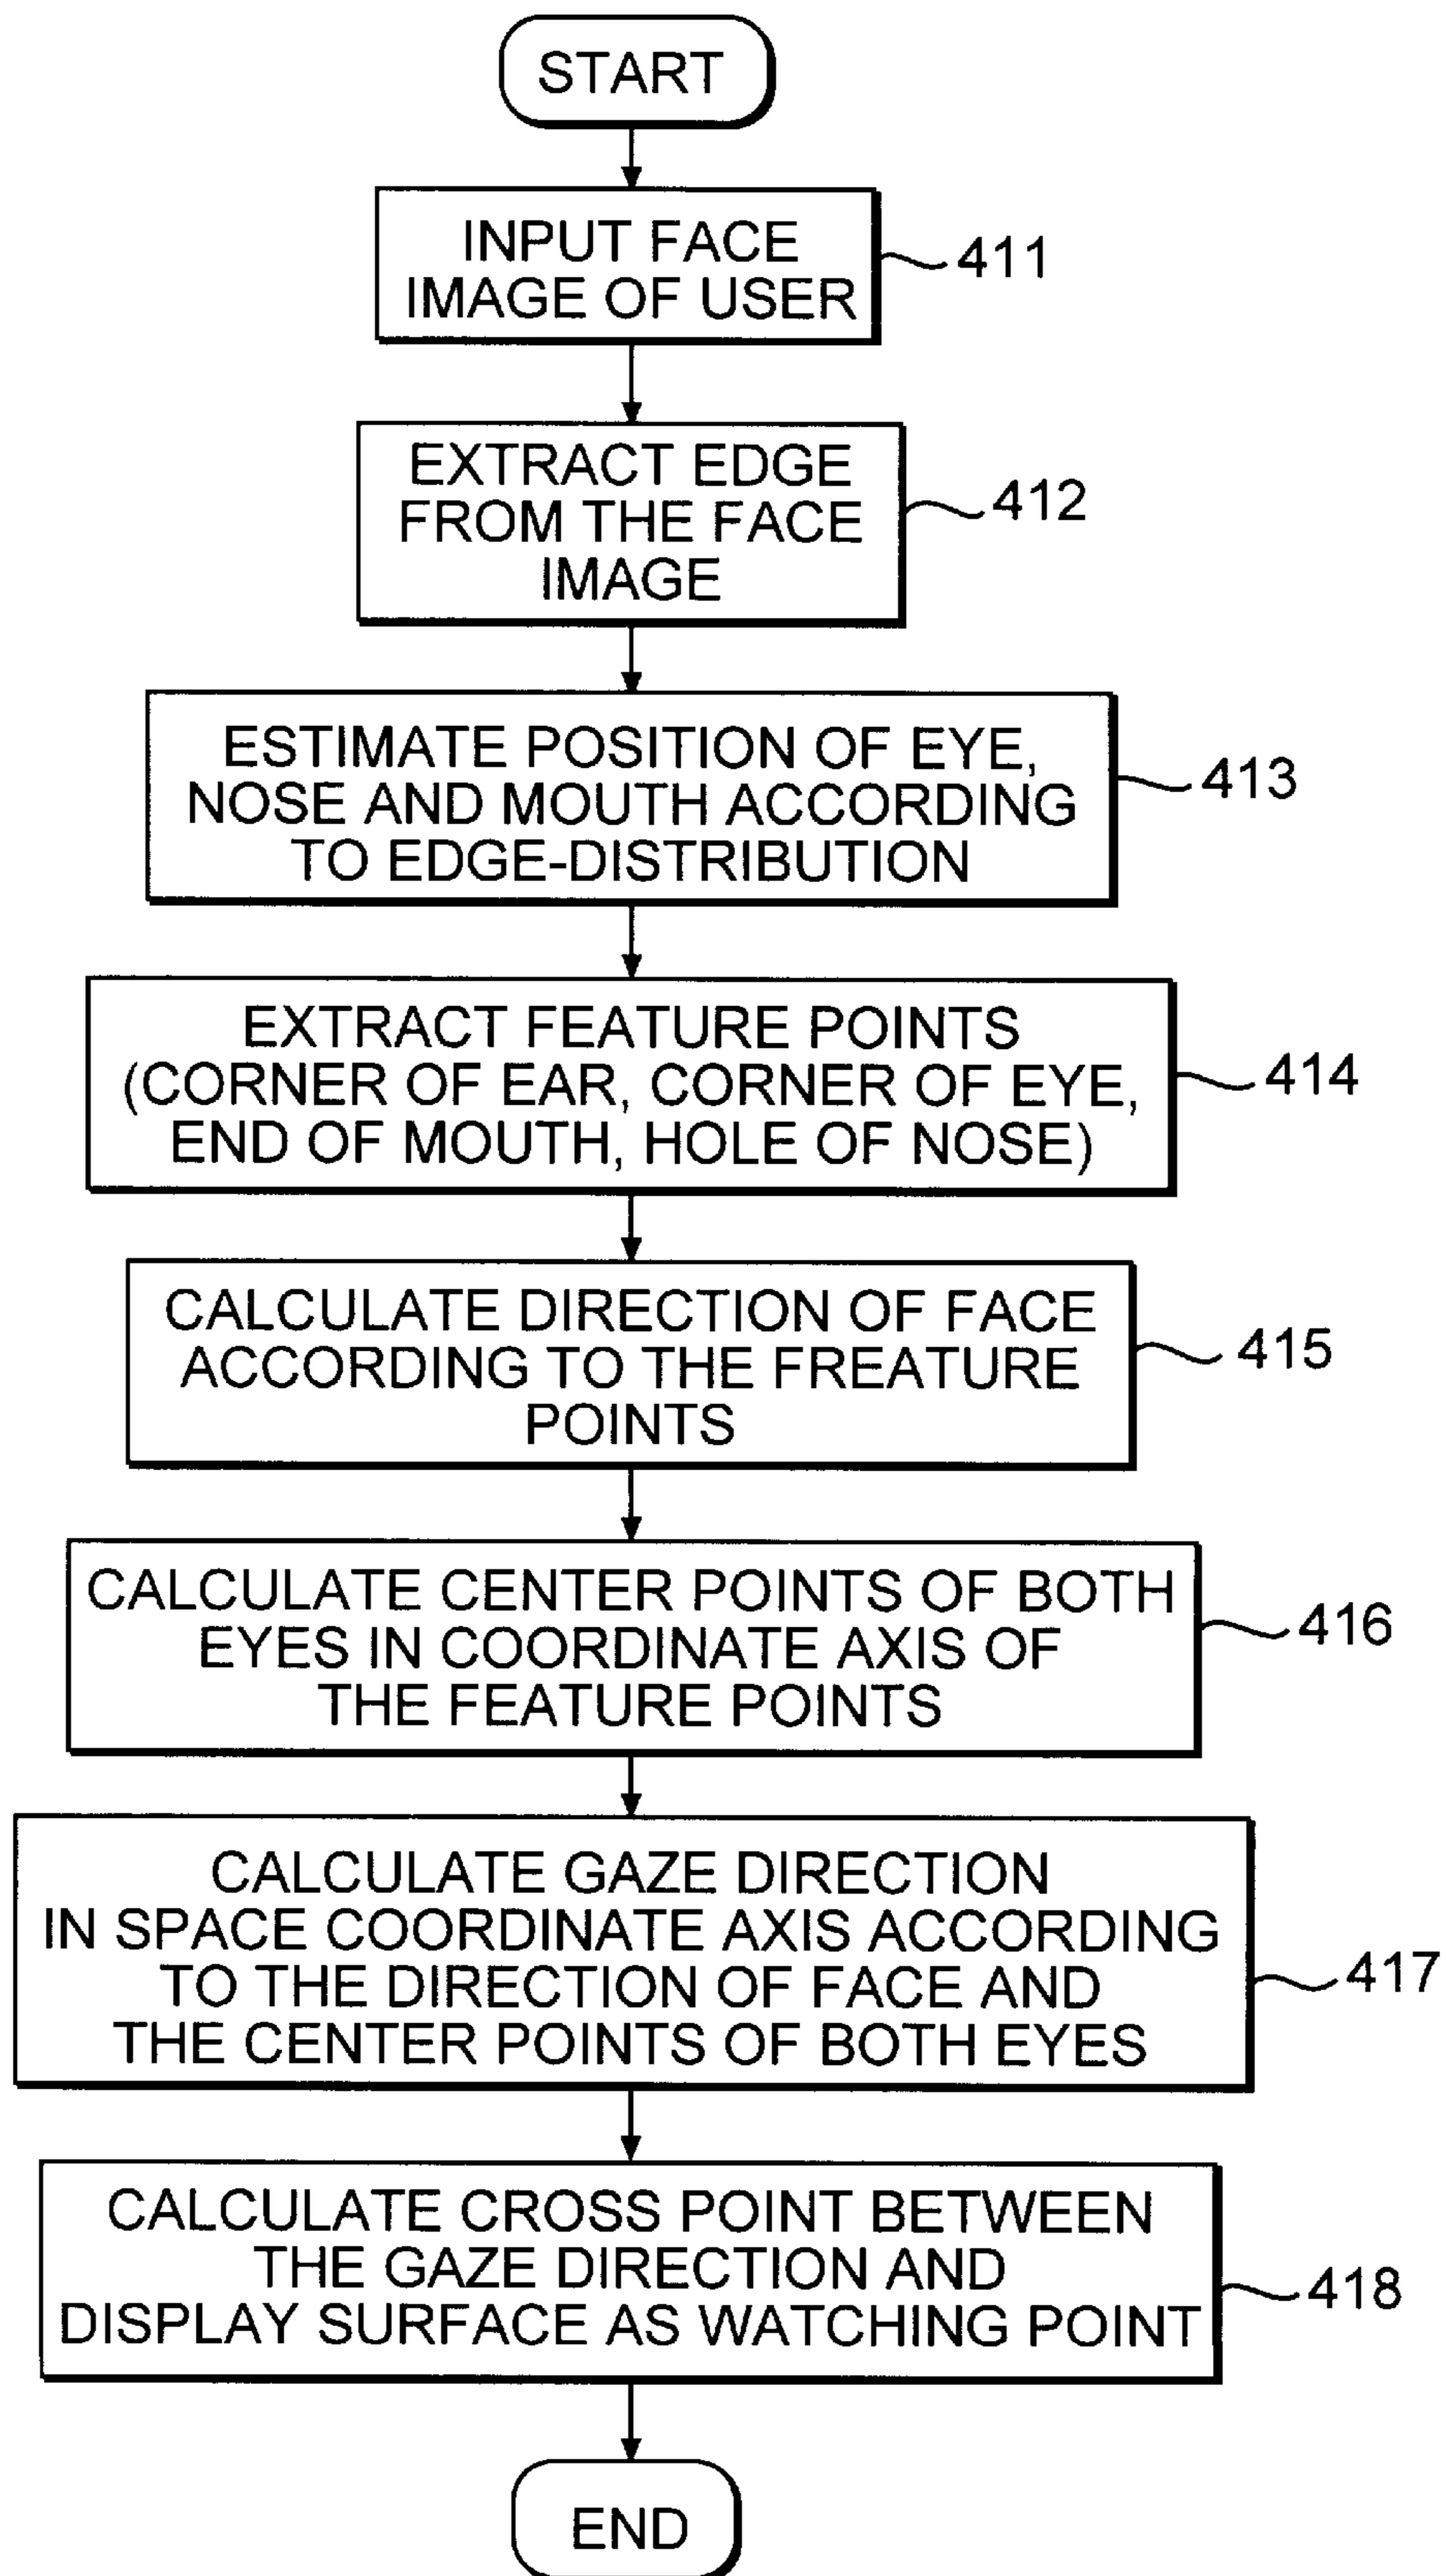 START
INPUT FACE
IMAGE OF USER
411
EXTRACT EDGE
FROM THE FACE
IMAGE
412
ESTIMATE POSITION OF EYE,
NOSE AND MOUTH ACCORDING
TO EDGE-DISTRIBUTION
413
EXTRACT FEATURE POINTS
(CORNER OF EAR, CORNER OF EYE,
END OF MOUTH, HOLE OF NOSE)
414
CALCULATE DIRECTION OF FACE
ACCORDING TO THE FREATURE
POINTS
415
CALCULATE CENTER POINTS OF BOTH
EYES IN COORDINATE AXIS OF
THE FEATURE POINTS
416
CALCULATE GAZE DIRECTION
IN SPACE COORDINATE AXIS ACCORDING
TO THE DIRECTION OF FACE AND
THE CENTER POINTS OF BOTH EYES
417
CALCULATE CROSS POINT BETWEEN
THE GAZE DIRECTION AND
DISPLAY SURFACE AS WATCHING POINT
418
END